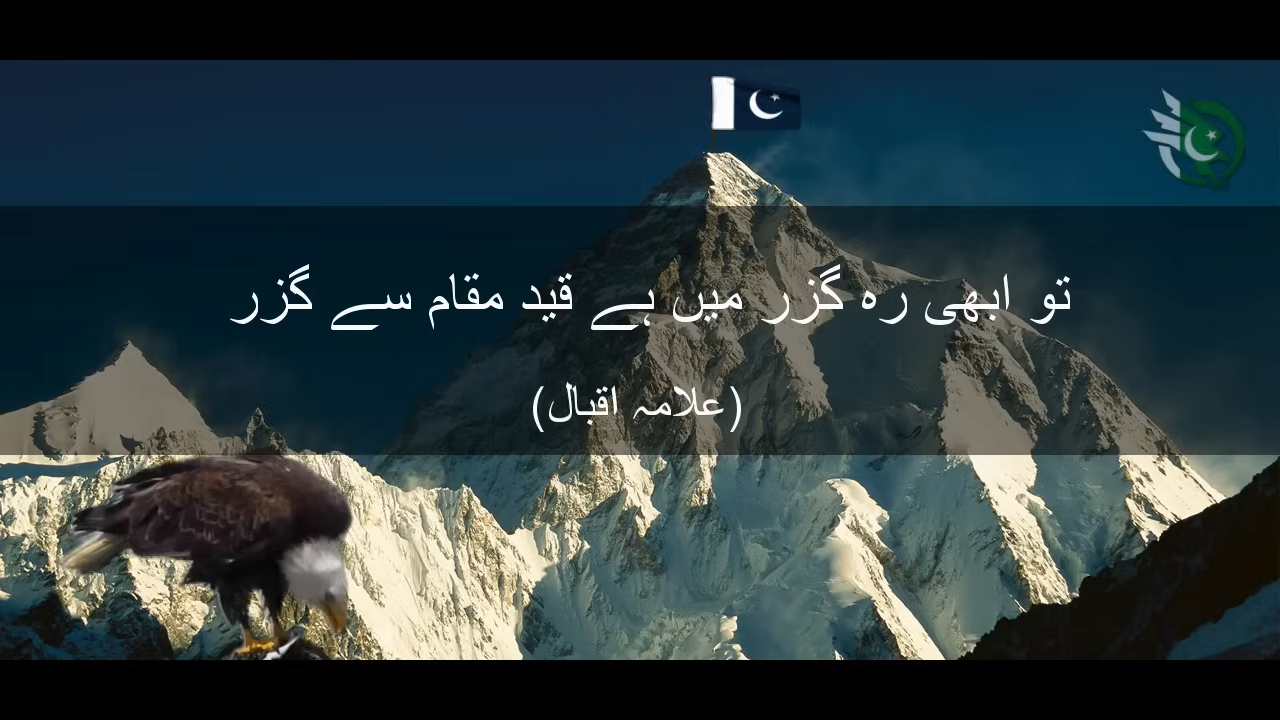 تو ابھی رہ گزر میں ہے قید مقام سے گزر
(علامہ اقبال)